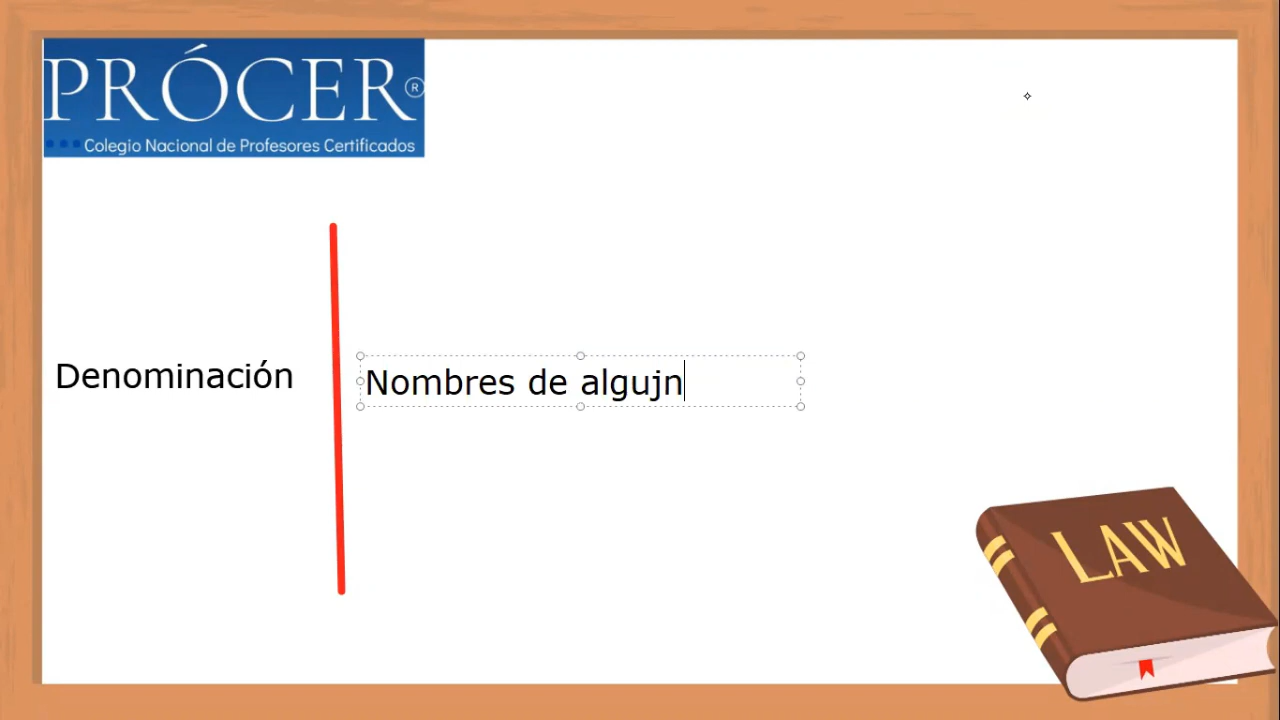 PRÓCER®
Colegio Nacional de Profesores Certificados
Denominación
Nombres de algujn
LAW